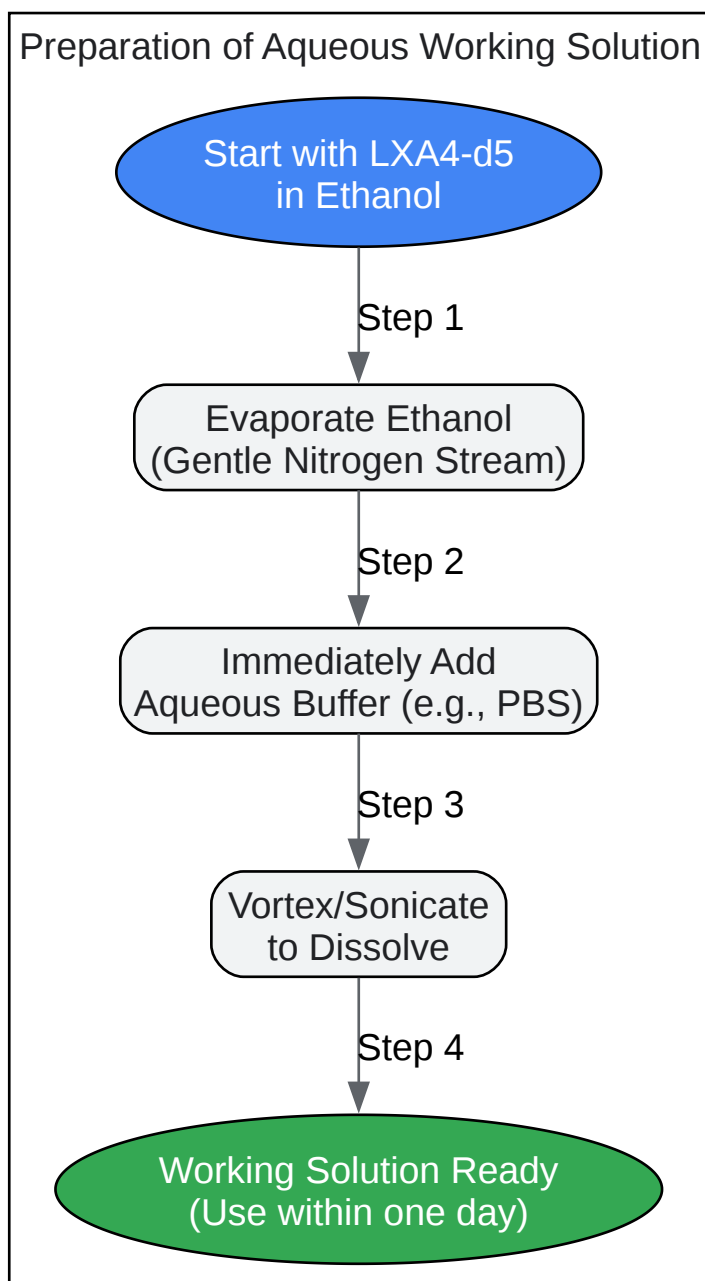 Preparation of Aqueous Working Solution
Start with LXA4-d5
in Ethanol
Step 1
Evaporate Ethanol
(Gentle Nitrogen Stream)
Step 2
Immediately Add
Aqueous Buffer (e.g., PBS)
Step 3
Vortex/Sonicate
to Dissolve
Step 4
Working Solution Ready
(Use within one day)